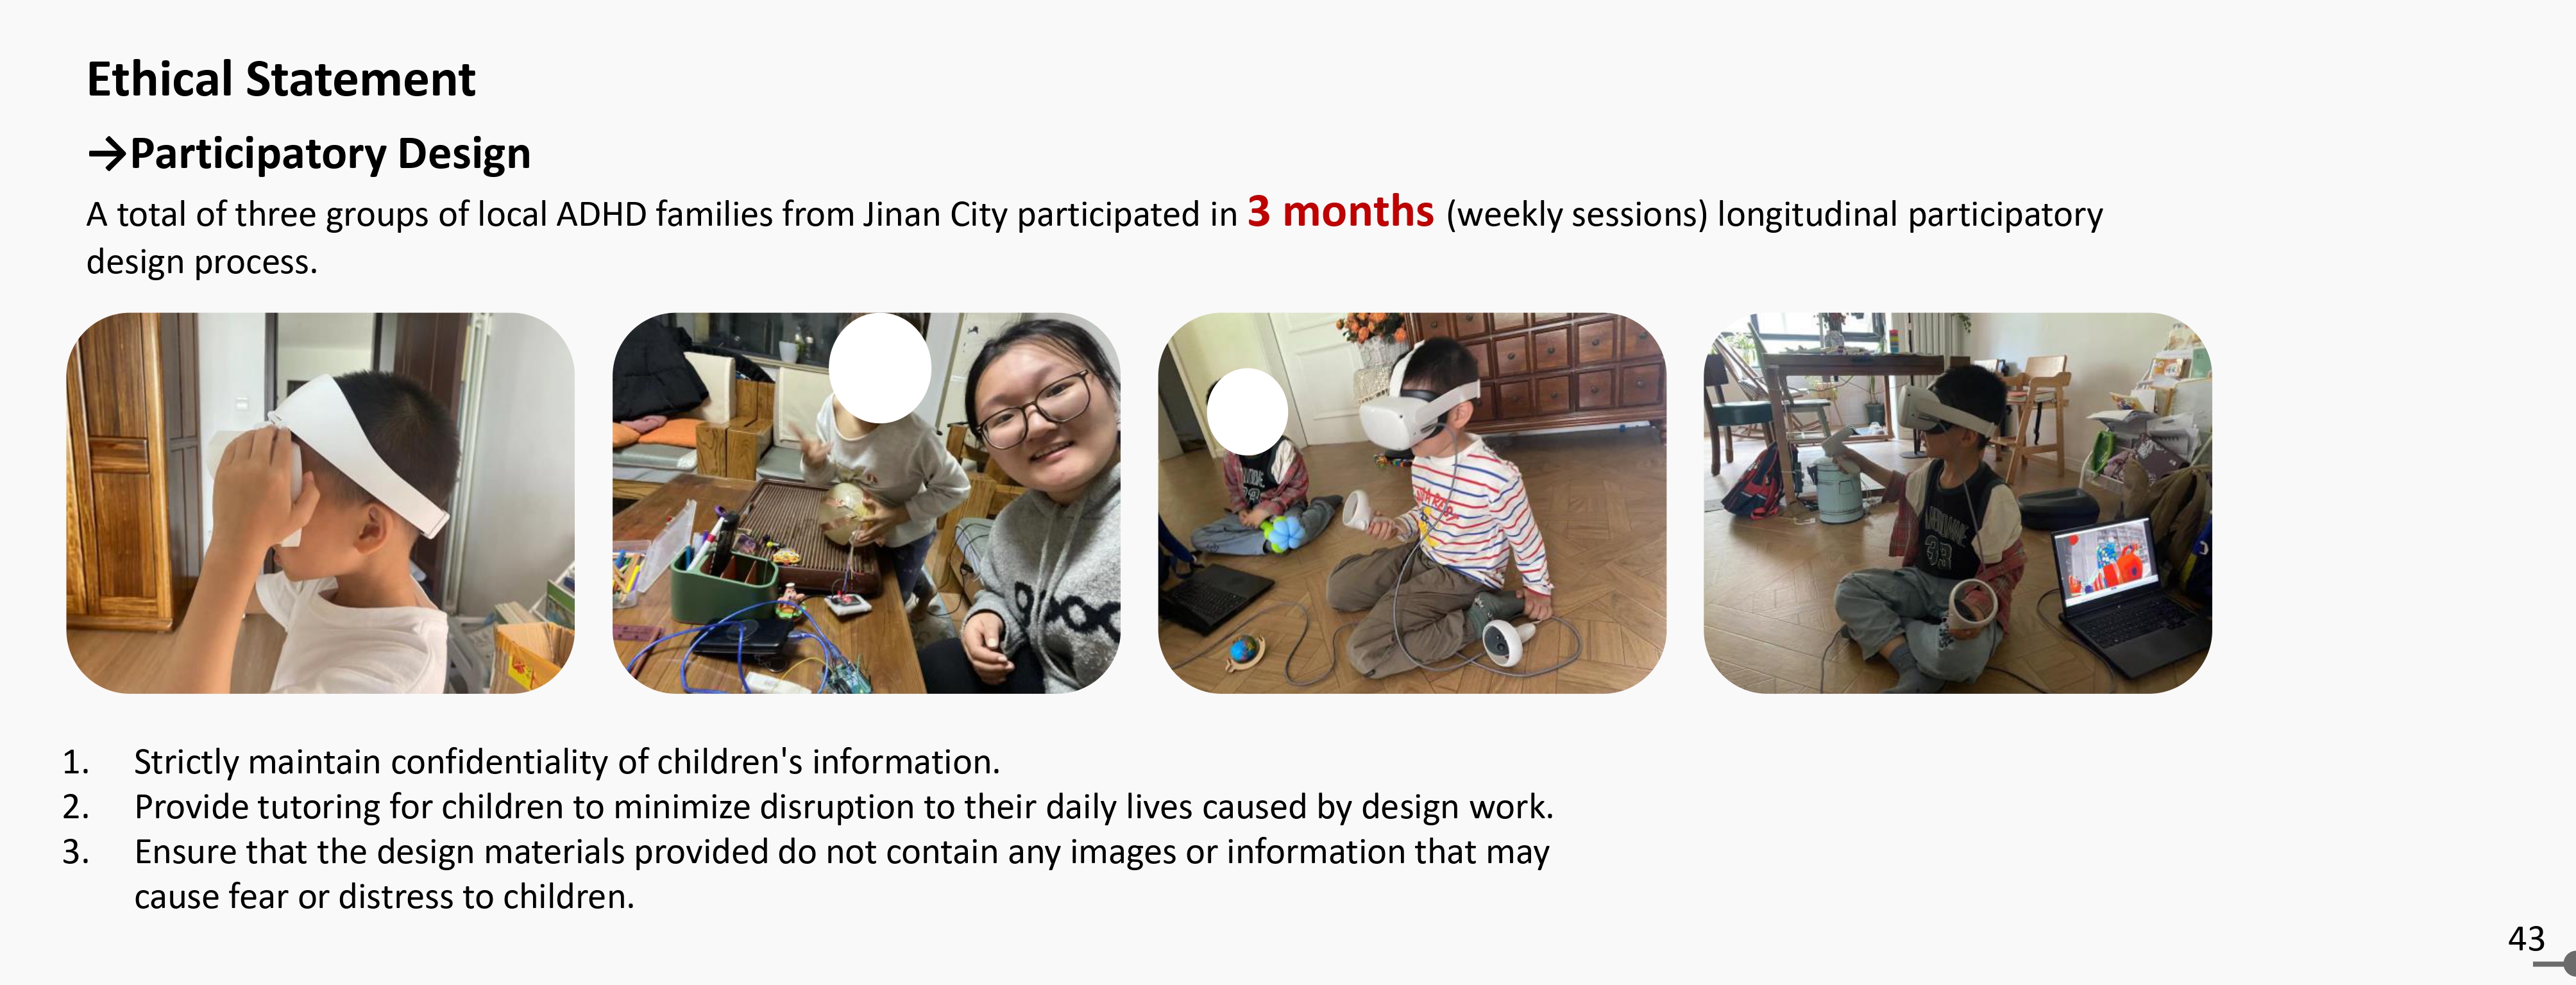 Ethical Statement
→Participatory Design
A total of three groups of local ADHD families from Jinan City participated in 3 months (weekly sessions) longitudinal participatory
design process.
1. Strictly maintain confidentiality of children's information.
2. Provide tutoring for children to minimize disruption to their daily lives caused by design work.
3. Ensure that the design materials provided do not contain any images or information that may
cause fear or distress to children.
43